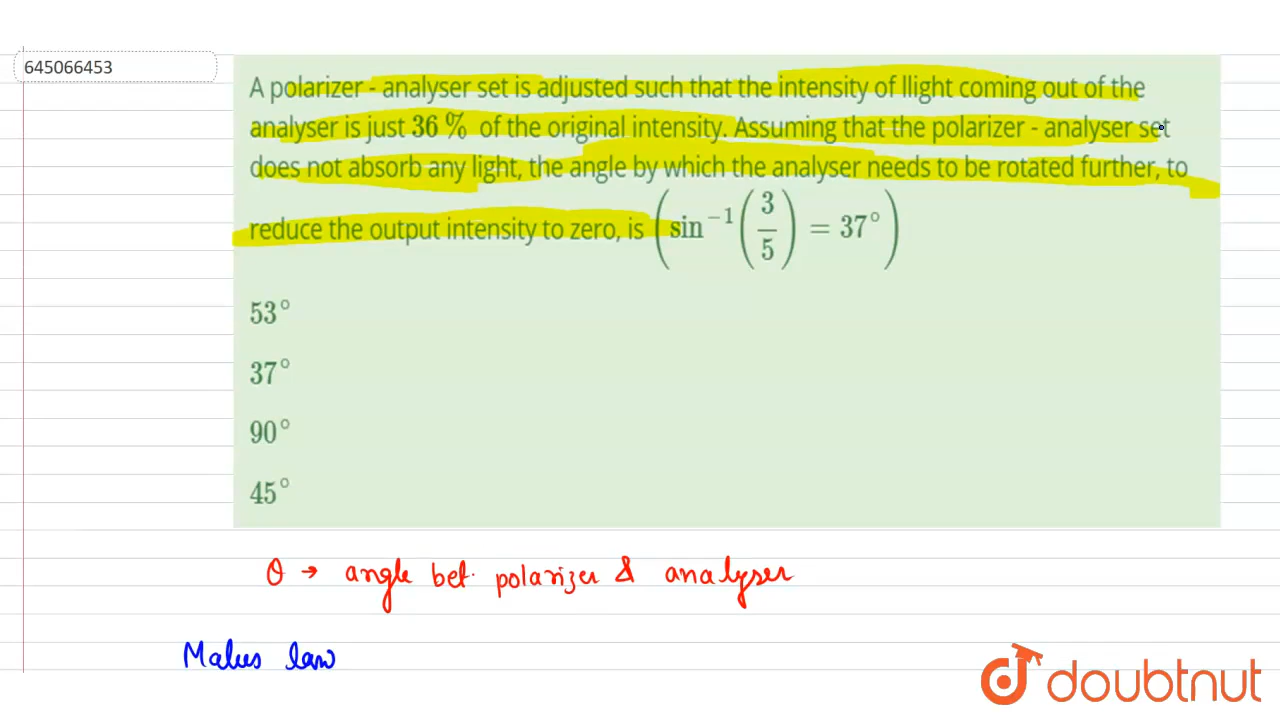 645066453
A polarizer - analyser set is adjusted such that the intensity of llight coming out of the
analyser is just 36 % of the original intensity. Assuming that the polarizer - analyser set
does not absorb any light, the angle by which the analyser needs to be rotated further, to
reduce the output intensity to zero, is (sin⁻¹(3/5) = 37°)
53°
37°
90°
45°
θ → angle bet. polarizer & analyser
Malus law
doubtnut